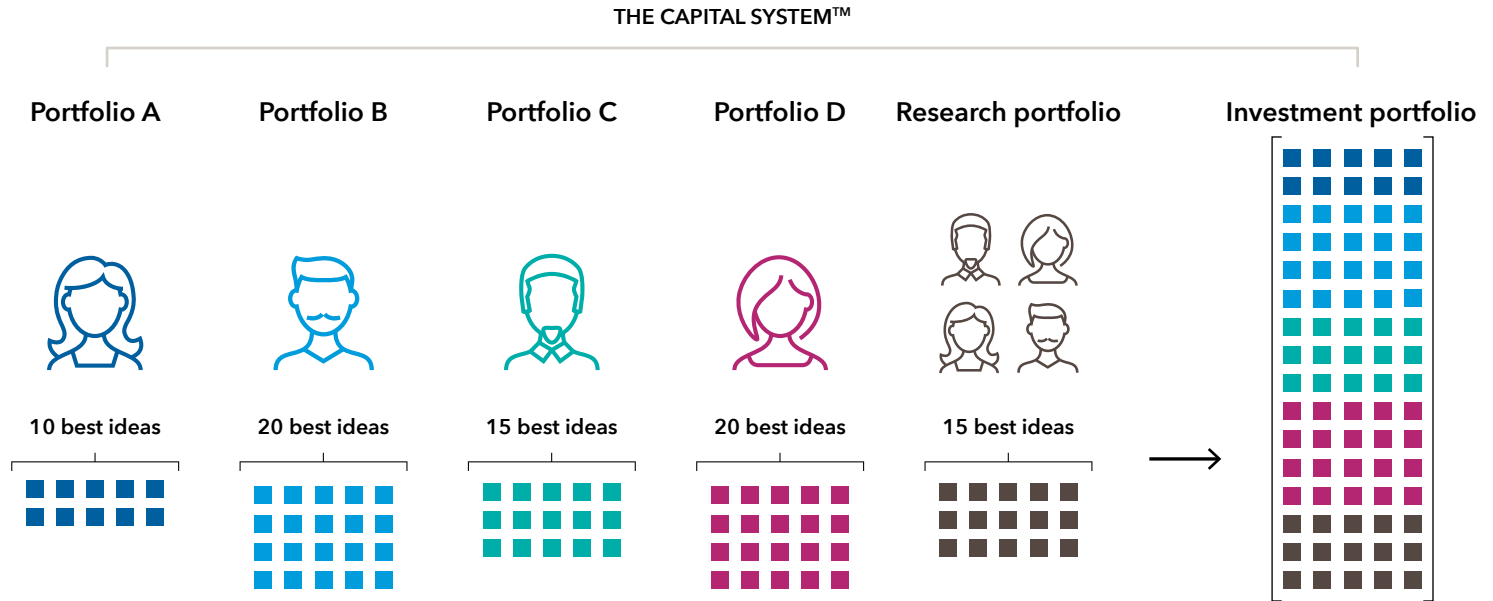 THE CAPITAL SYSTEM™
Portfolio A
Portfolio B
Portfolio C
Portfolio D
Research portfolio
Investment portfolio
10 best ideas
20 best ideas
15 best ideas
20 best ideas
15 best ideas